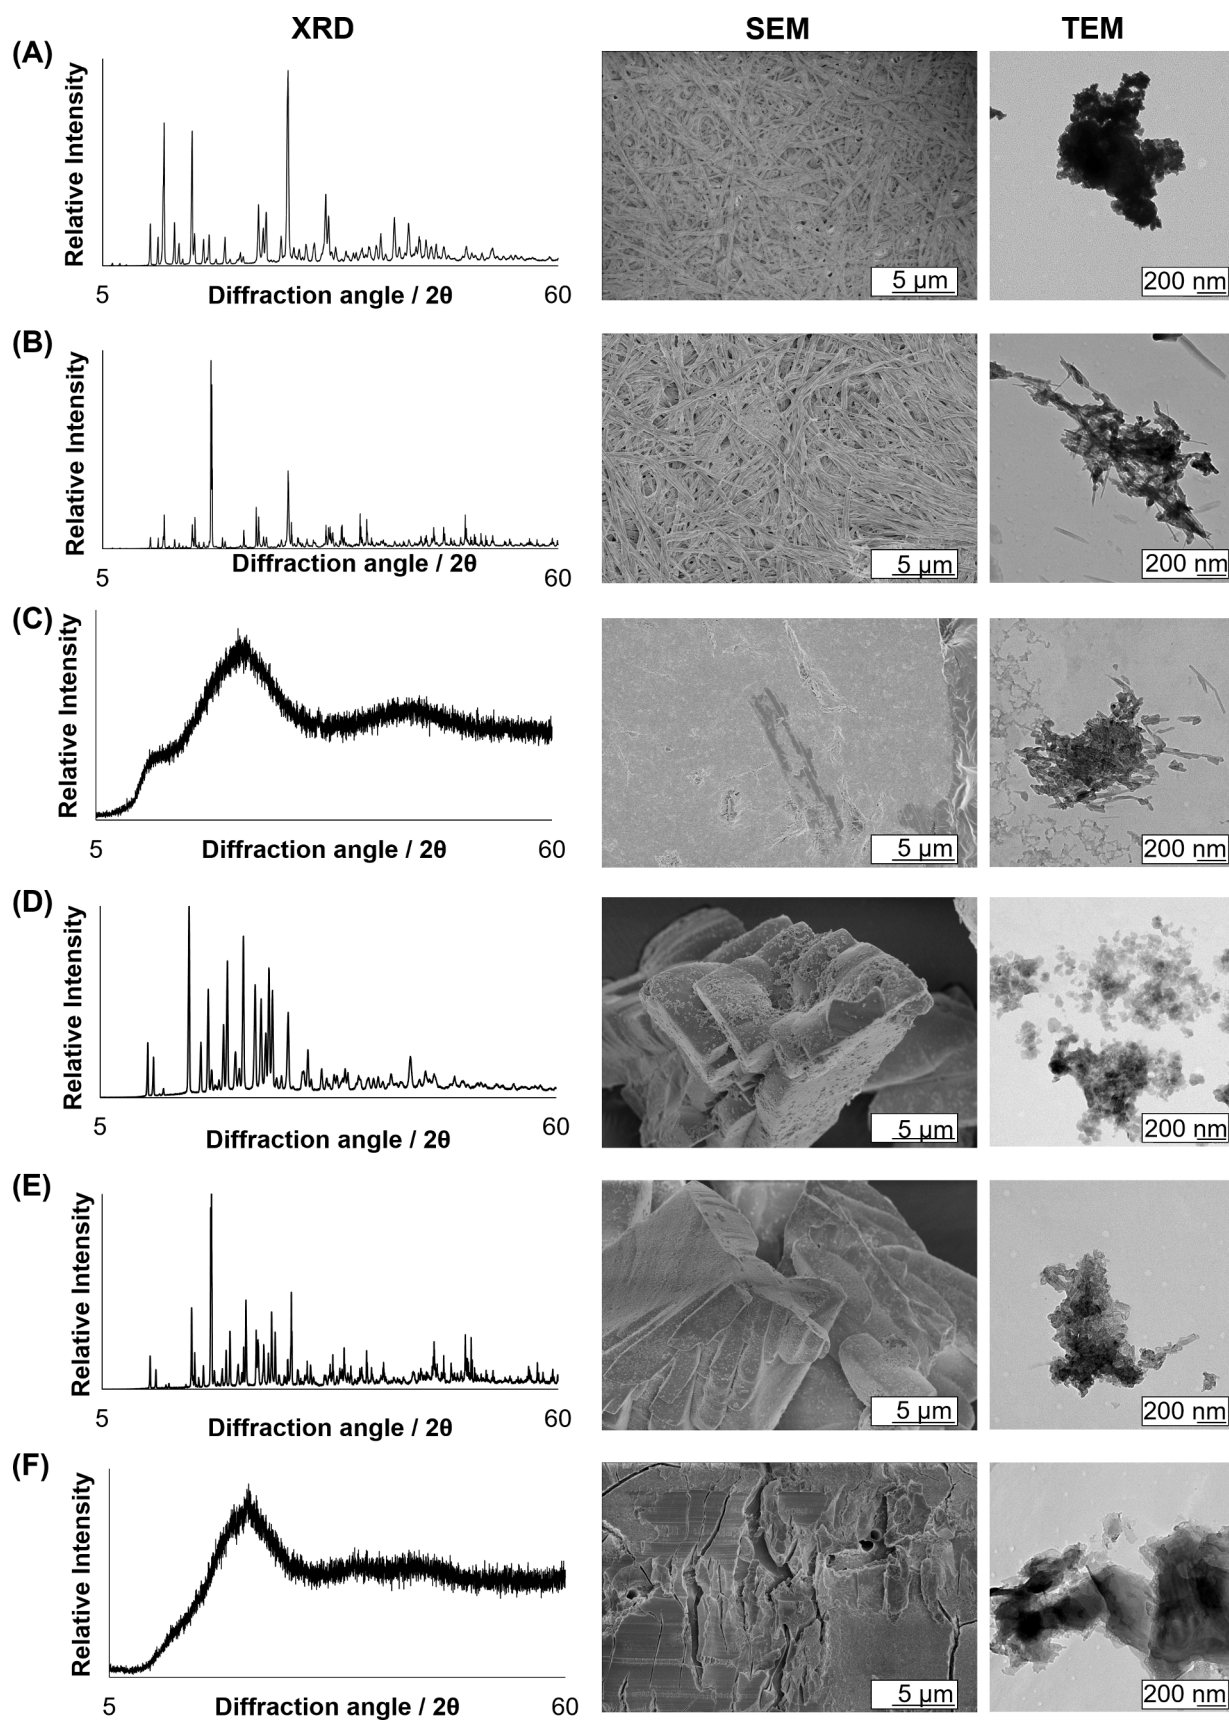 XRD SEM TEM
(A)
Relative Intensity
5 Diffraction angle / 2θ 60
5 µm
200 nm
(B)
Relative Intensity
5 Diffraction angle / 2θ 60
5 µm
200 nm
(C)
Relative Intensity
5 Diffraction angle / 2θ 60
5 µm
200 nm
(D)
Relative Intensity
5 Diffraction angle / 2θ 60
5 µm
200 nm
(E)
Relative Intensity
5 Diffraction angle / 2θ 60
5 µm
200 nm
(F)
Relative Intensity
5 Diffraction angle / 2θ 60
5 µm
200 nm